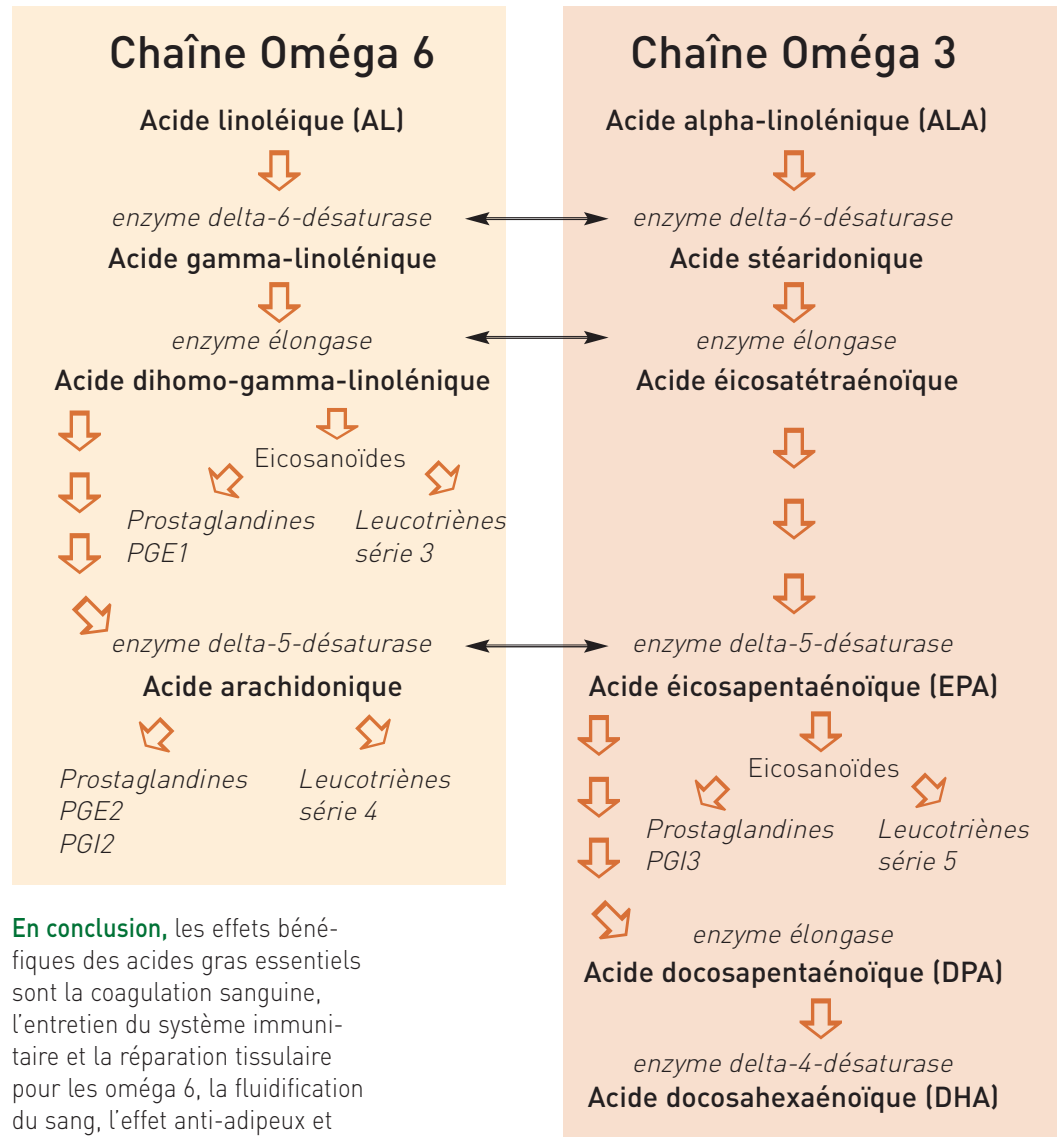 Chaîne Oméga 6
Acide linoléique (AL)
enzyme delta-6-désaturase
Acide gamma-linolénique
enzyme élongase
Acide dihomo-gamma-linolénique
Eicosanoïdes
Prostaglandines
PGE1
Leucotriènes
série 3
enzyme delta-5-désaturase
Acide arachidonique
Prostaglandines
PGE2
PGI2
Leucotriènes
série 4
En conclusion, les effets béné-
fiques des acides gras essentiels
sont la coagulation sanguine,
l’entretien du système immuni-
taire et la réparation tissulaire
pour les oméga 6, la fluidification
du sang, l’effet anti-adipeux et
Chaîne Oméga 3
Acide alpha-linolénique (ALA)
enzyme delta-6-désaturase
Acide stéaridonique
enzyme élongase
Acide éicosatétraénoïque
enzyme delta-5-désaturase
Acide éicosapentaénoïque (EPA)
Eicosanoïdes
Prostaglandines
PGI3
Leucotriènes
série 5
enzyme élongase
Acide docosapentaénoïque (DPA)
enzyme delta-4-désaturase
Acide docosahexaénoïque (DHA)